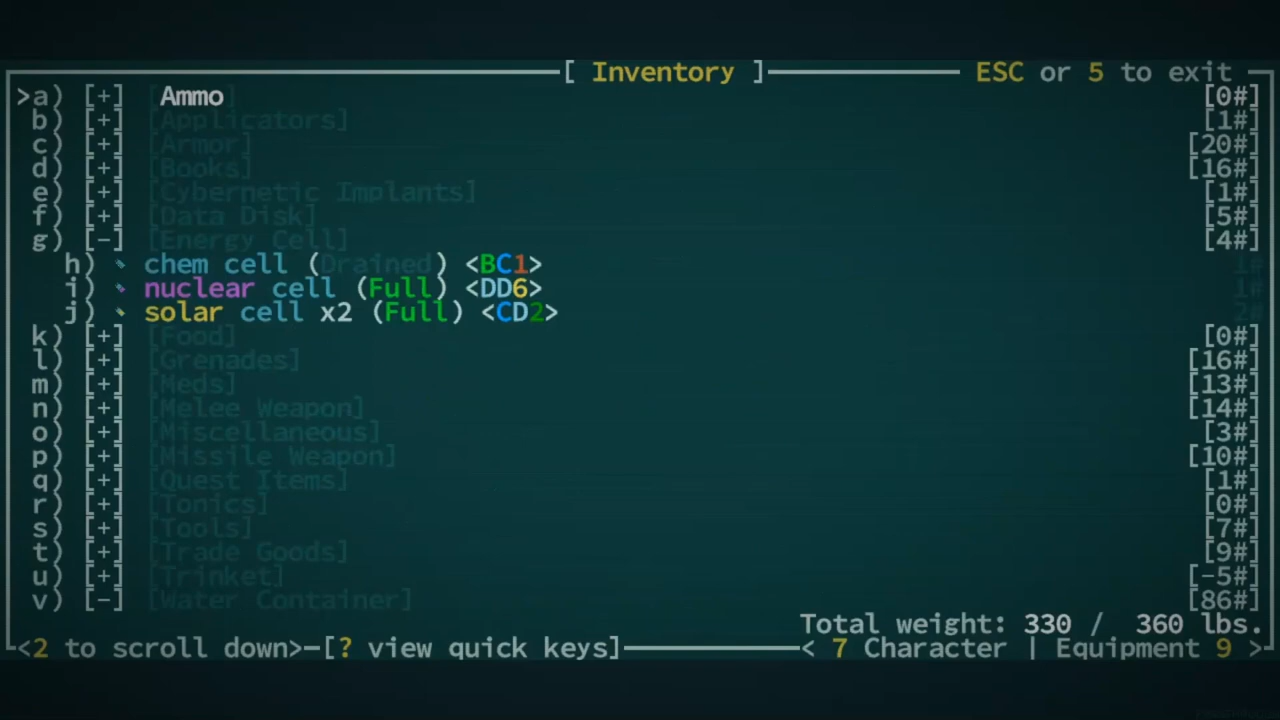 [ Inventory ] ESC or 5 to exit
>a) [+] Ammo [0#]
b) [+] [Applicators] [1#]
c) [+] [Armor] [20#]
d) [+] [Books] [16#]
e) [+] [Cybernetic Implants] [1#]
f) [+] [Data Disk] [5#]
g) [-] [Energy Cell] [4#]
h) chem cell (Drained) <BC1> 1#
i) nuclear cell (Full) <DD6> 1#
j) solar cell x2 (Full) <CD2> 2#
k) [+] [Food] [0#]
l) [+] [Grenades] [16#]
m) [+] [Meds] [13#]
n) [+] [Melee Weapon] [14#]
o) [+] [Miscellaneous] [3#]
p) [+] [Missile Weapon] [10#]
q) [+] [Quest Items] [1#]
r) [+] [Tonics] [0#]
s) [+] [Tools] [7#]
t) [+] [Trade Goods] [9#]
u) [+] [Trinket] [-5#]
v) [-] [Water Container] [86#]
Total weight: 330 / 360 lbs.
<2 to scroll down> [? view quick keys] < 7 Character | Equipment 9 >